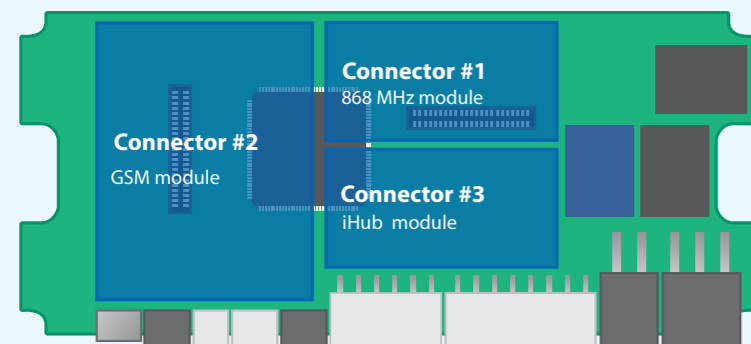 Connector #1
868 MHz module
Connector #2
GSM module
Connector #3
iHub module